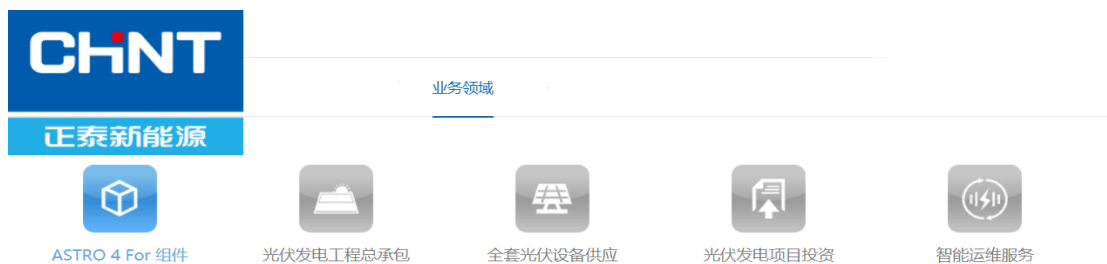 CHNT
正泰新能源
业务领域
ASTRO 4 For 组件
光伏发电工程总承包
全套光伏设备供应
光伏发电项目投资
智能运维服务